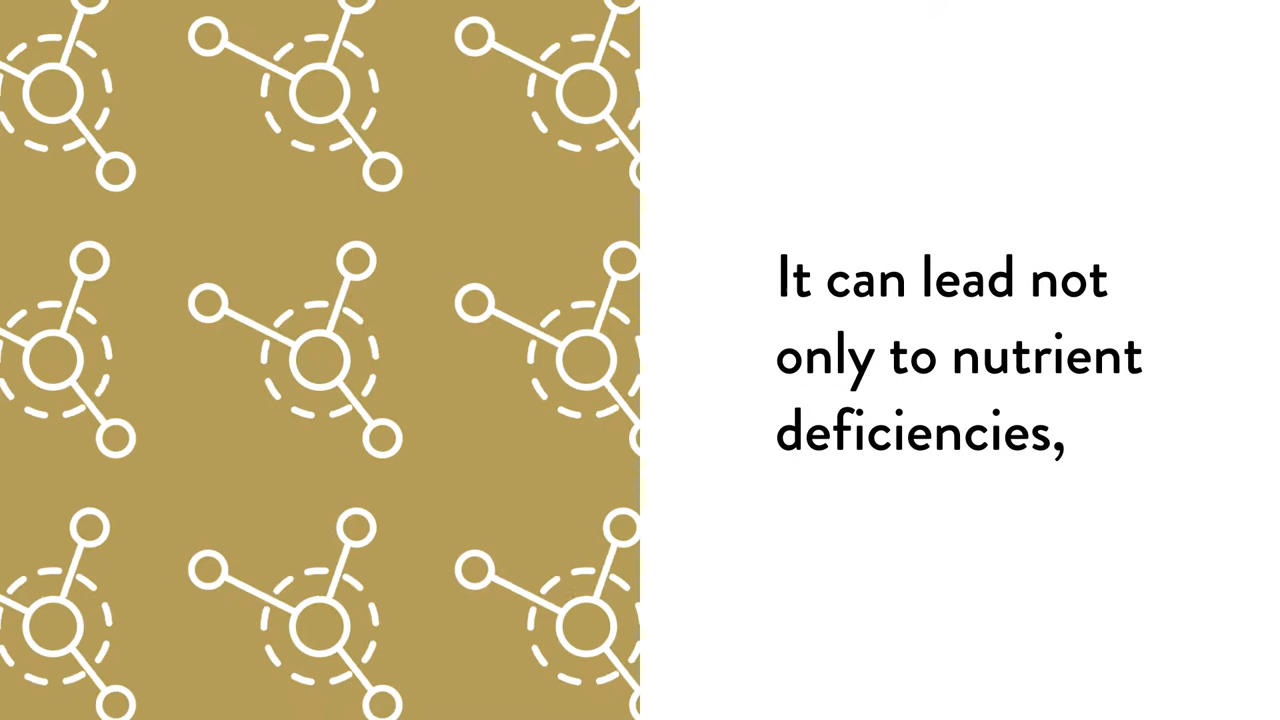 It can lead not
only to nutrient
deficiencies,